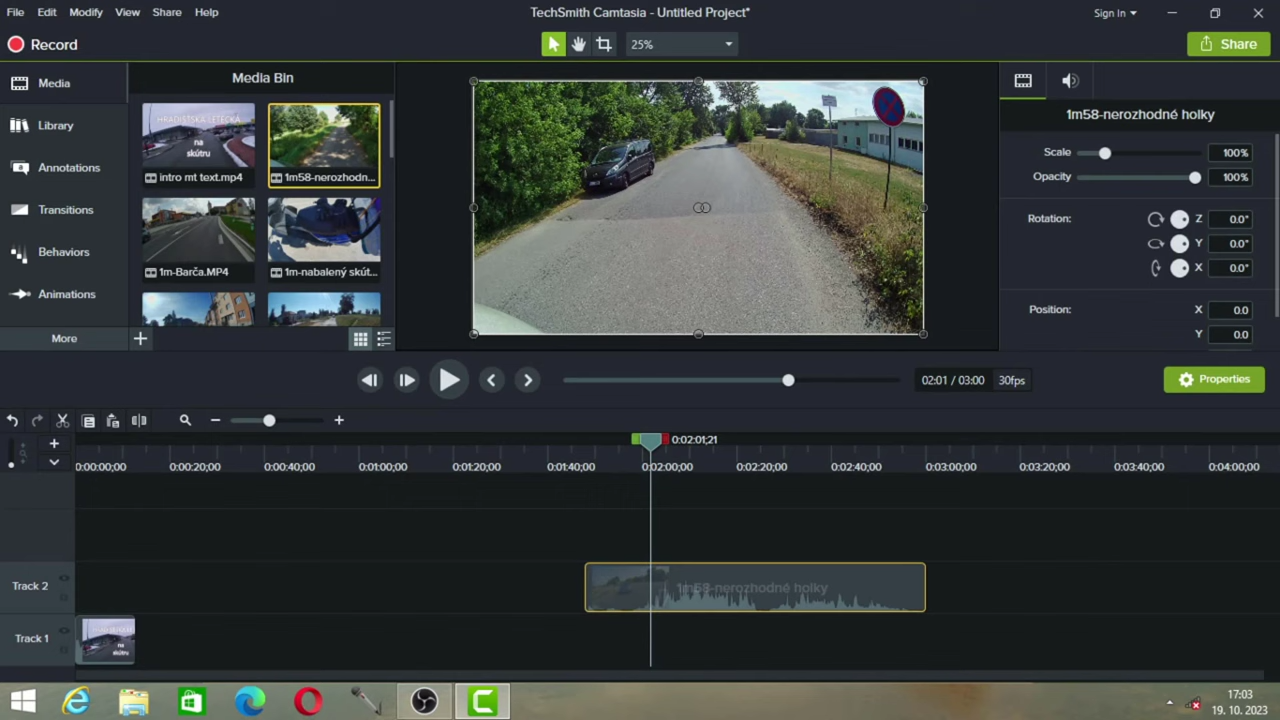 File Edit Modify View Share Help TechSmith Camtasia - Untitled Project* Sign In
Record 25% Share
Media Media Bin
HRADIŠTSKÁ LETECKÁ
na
skútru
1m58-nerozhodné holky
Library
Scale 100%
Annotations intro mt text.mp4 1m58-nerozhodn... Opacity 100%
Transitions Rotation: Z 0.0°
Y 0.0°
Behaviors
1m-Barča.MP4 1m-nabalený skút... X 0.0°
Animations
Position: X 0.0
Y 0.0
More
02:01 / 03:00 30fps Properties
0:02:01;21
0:00:00;00 0:00:20;00 0:00:40;00 0:01:00;00 0:01:20;00 0:01:40;00 0:02:00;00 0:02:20;00 0:02:40;00 0:03:00;00 0:03:20;00 0:03:40;00 0:04:00;00
Track 2 1m58-nerozhodné holky
Track 1
na
skútru
17:03
19. 10. 2023